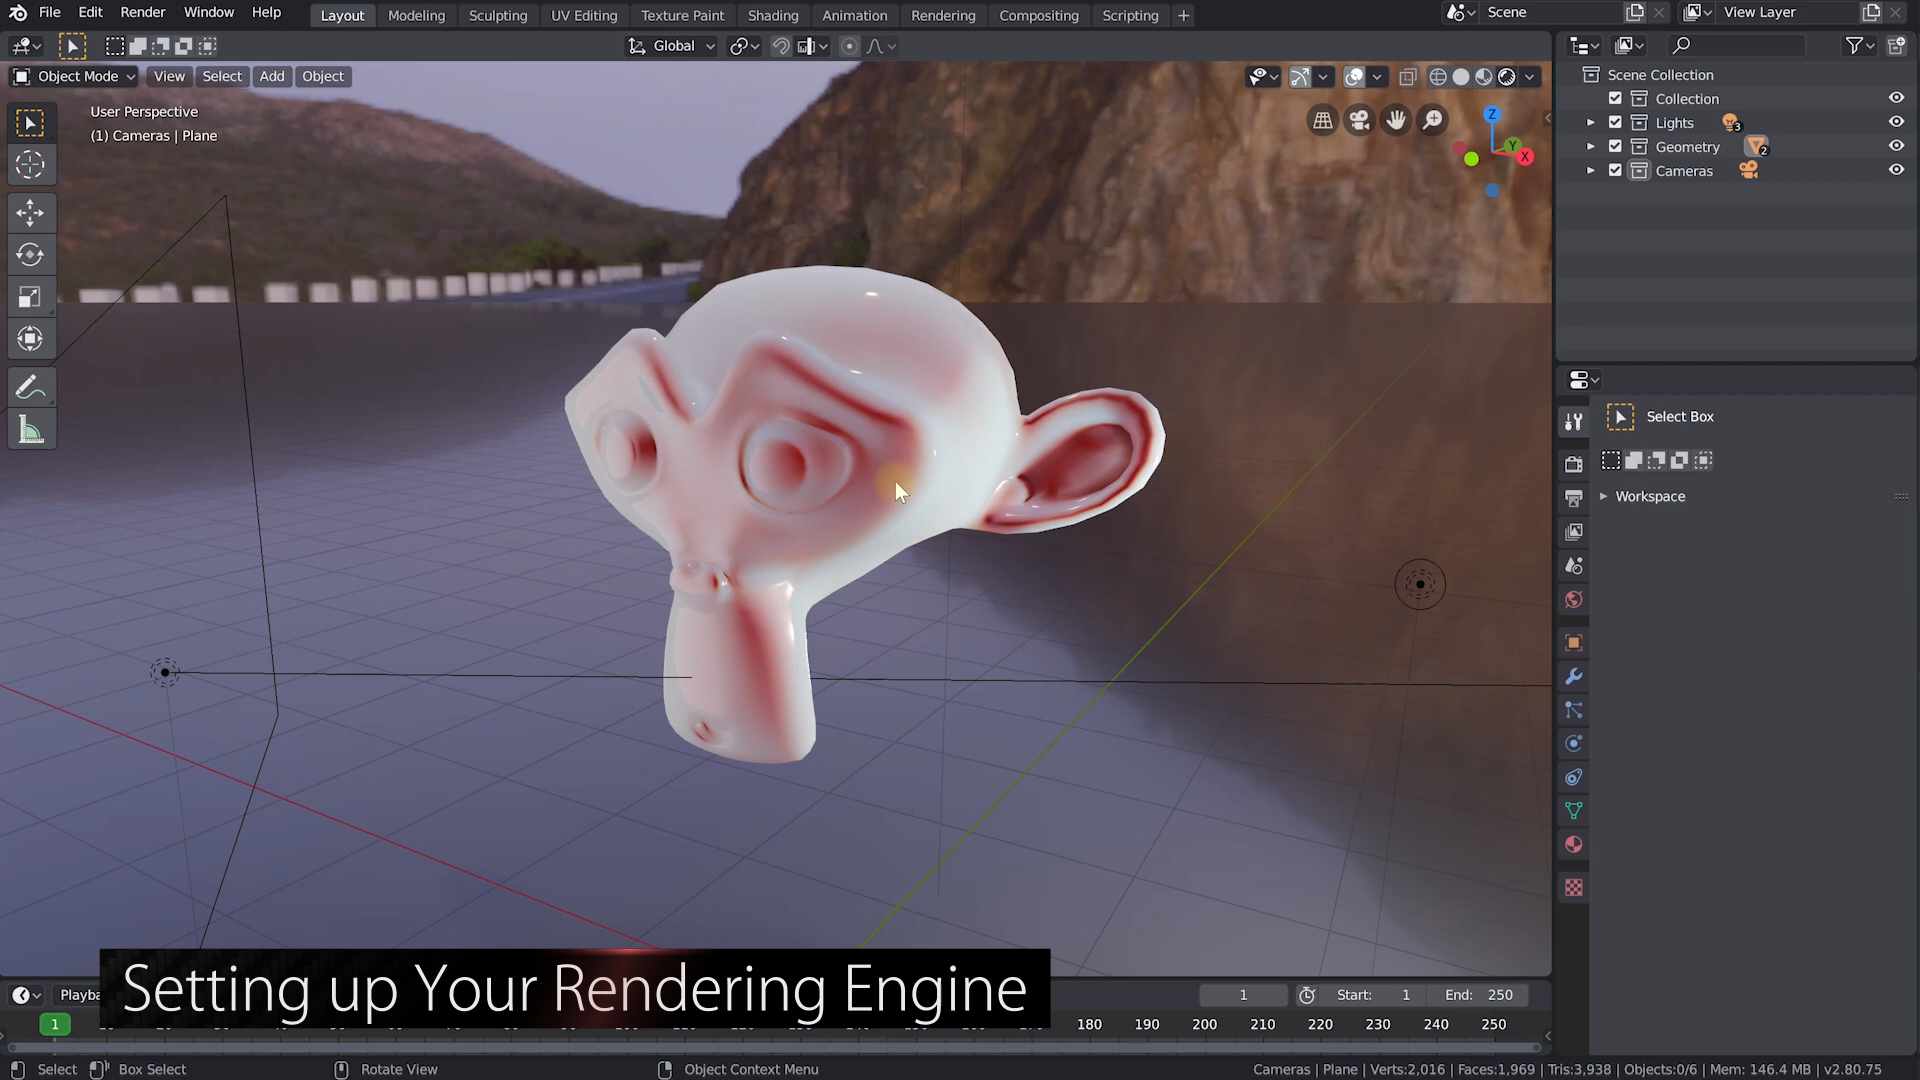 File Edit Render Window Help Layout Modeling Sculpting UV Editing Texture Paint Shading Animation Rendering Compositing Scripting + Scene View Layer
Global
Object Mode View Select Add Object
User Perspective
(1) Cameras | Plane
Z
Y
X
Scene Collection
Collection
Lights 3
Geometry 2
Cameras
Select Box
Workspace
Setting up Your Rendering Engine
1 Start: 1 End: 250
1 180 190 200 210 220 230 240 250
Select Box Select Rotate View Object Context Menu Cameras | Plane | Verts:2,016 | Faces:1,969 | Tris:3,938 | Objects:0/6 | Mem: 146.4 MB | v2.80.75